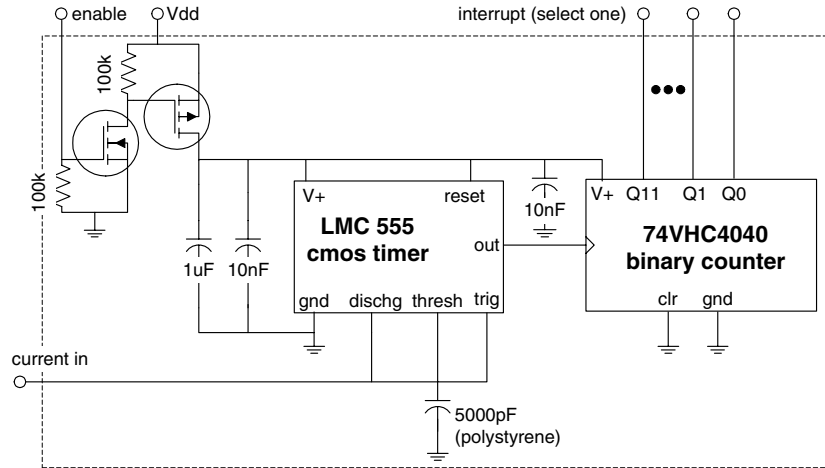 enable
Vdd
interrupt (select one)
100k
100k
V+
reset
LMC 555
cmos timer
out
gnd
dischg
thresh
trig
1uF
10nF
10nF
V+
Q11
Q1
Q0
74VHC4040
binary counter
clr
gnd
current in
5000pF
(polystyrene)